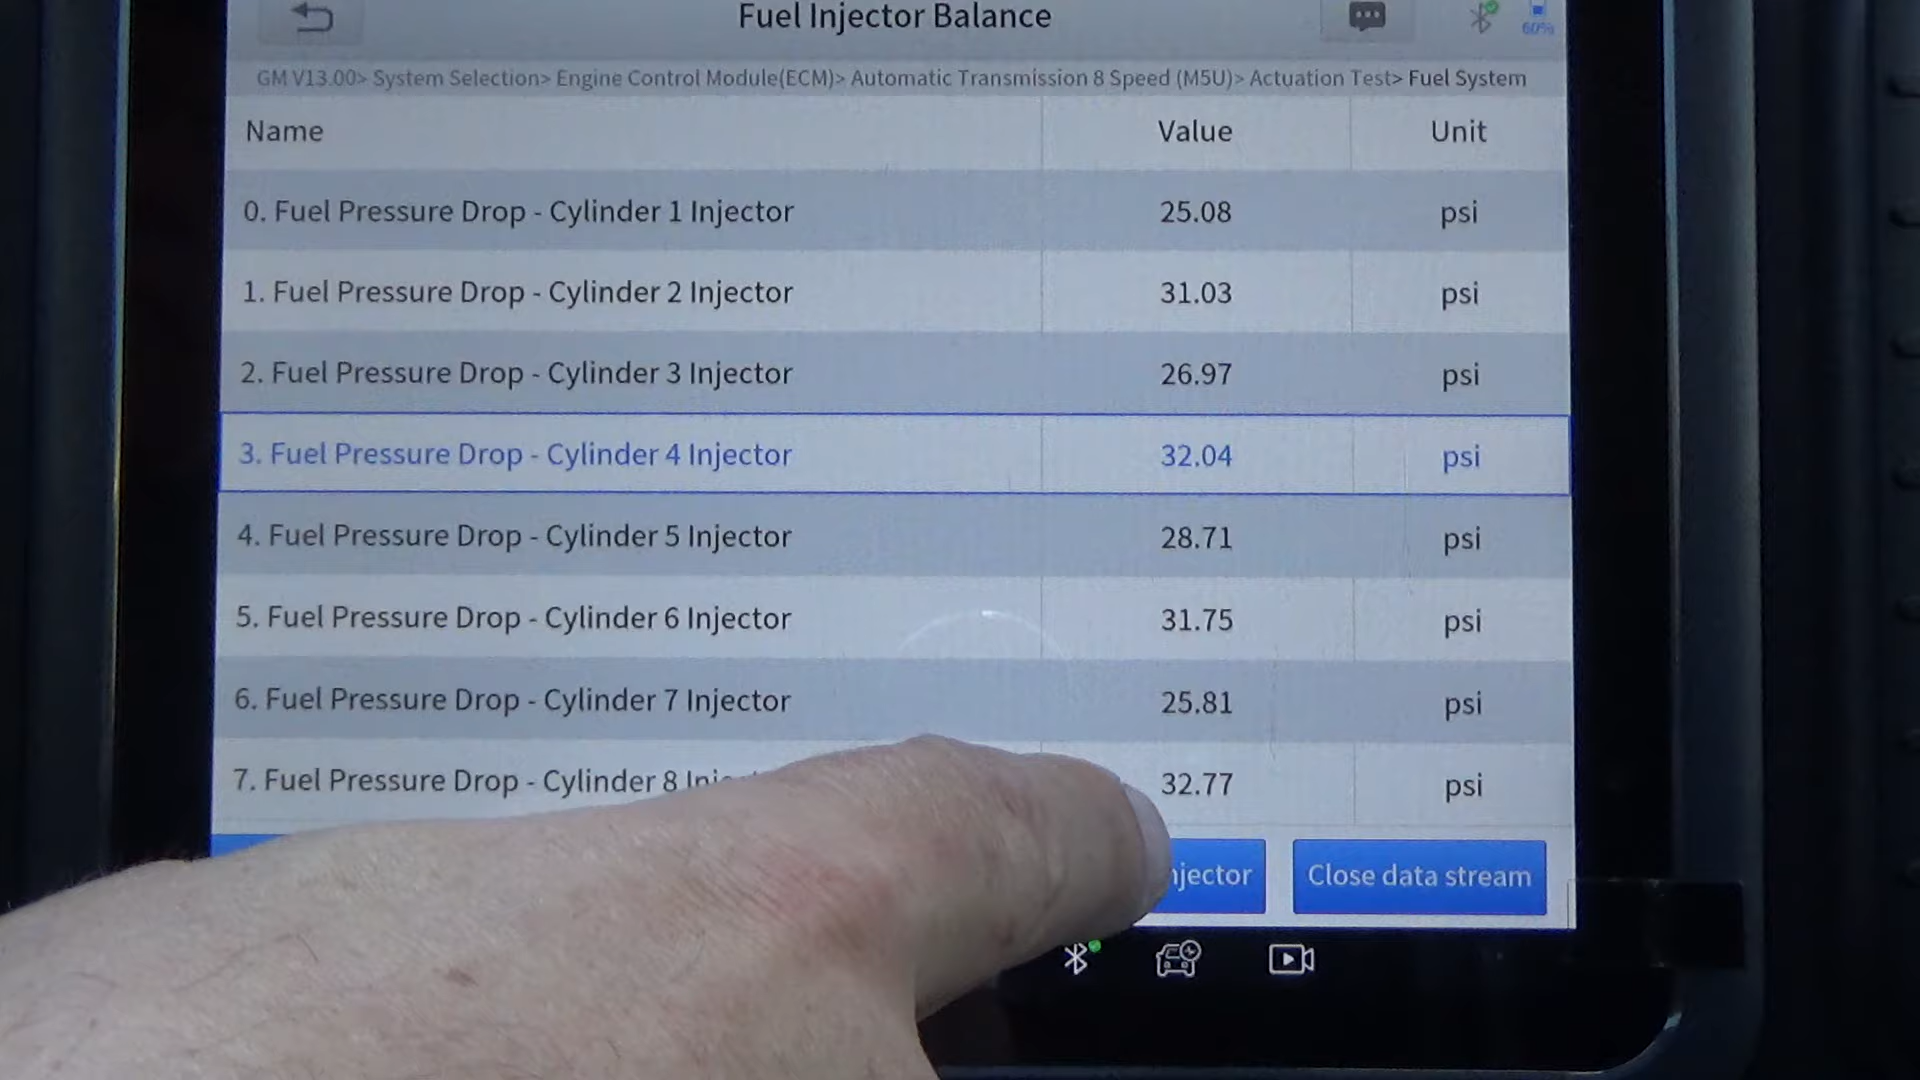 Fuel Injector Balance
60%
GM V13.00> System Selection> Engine Control Module(ECM)> Automatic Transmission 8 Speed (M5U)> Actuation Test> Fuel System
Name Value Unit
0. Fuel Pressure Drop - Cylinder 1 Injector 25.08 psi
1. Fuel Pressure Drop - Cylinder 2 Injector 31.03 psi
2. Fuel Pressure Drop - Cylinder 3 Injector 26.97 psi
3. Fuel Pressure Drop - Cylinder 4 Injector 32.04 psi
4. Fuel Pressure Drop - Cylinder 5 Injector 28.71 psi
5. Fuel Pressure Drop - Cylinder 6 Injector 31.75 psi
6. Fuel Pressure Drop - Cylinder 7 Injector 25.81 psi
7. Fuel Pressure Drop - Cylinder 8 Inje 32.77 psi
njector Close data stream